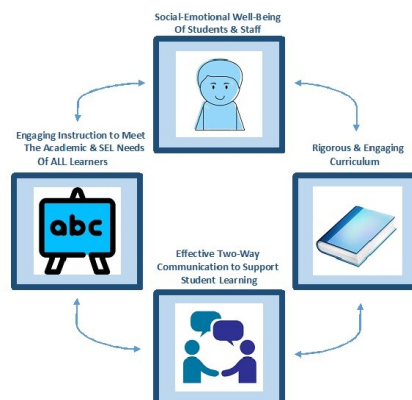 Social-Emotional Well-Being
Of Students & Staff
Engaging Instruction to Meet
The Academic & SEL Needs
Of ALL Learners
Rigorous & Engaging
Curriculum
abc
Effective Two-Way
Communication to Support
Student Learning